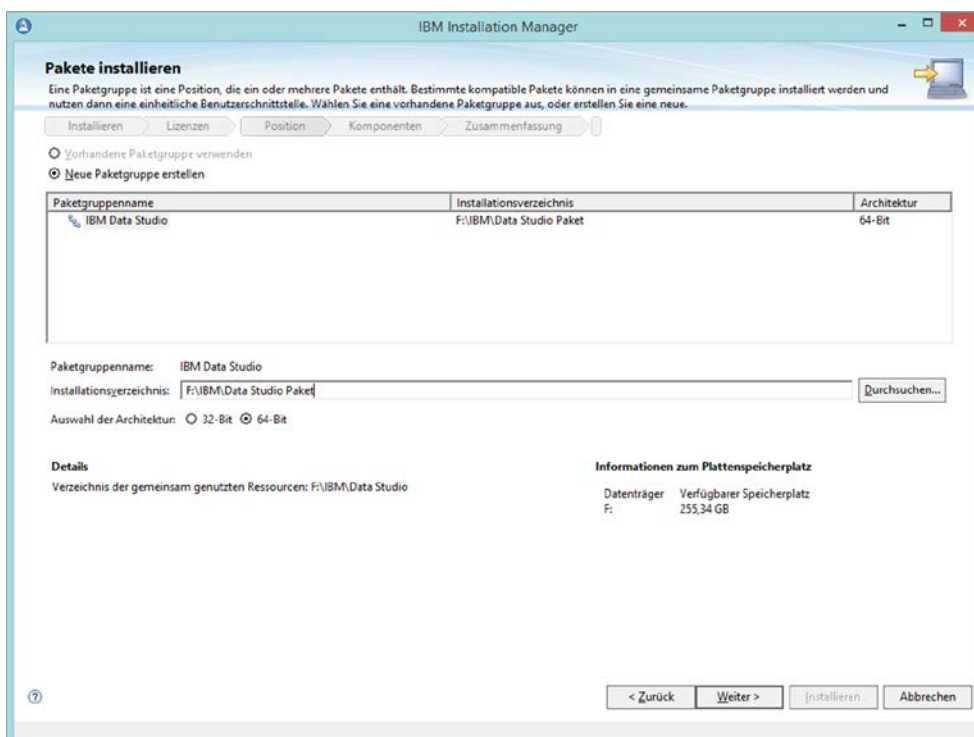 IBM Installation Manager
Pakete installieren
Eine Paketgruppe ist eine Position, die ein oder mehrere Pakete enthält. Bestimmte kompatible Pakete können in eine gemeinsame Paketgruppe installiert werden und
nutzen dann eine einheitliche Benutzerschnittstelle. Wählen Sie eine vorhandene Paketgruppe aus, oder erstellen Sie eine neue.
Installieren Lizenzen Position Komponenten Zusammenfassung
Vorhandene Paketgruppe verwenden
Neue Paketgruppe erstellen
Paketgruppenname Installationsverzeichnis Architektur
IBM Data Studio F:\IBM\Data Studio Paket 64-Bit
Paketgruppenname: IBM Data Studio
Installationsverzeichnis: F:\IBM\Data Studio Paket Durchsuchen...
Auswahl der Architektur: 32-Bit 64-Bit
Details Informationen zum Plattenspeicherplatz
Verzeichnis der gemeinsam genutzten Ressourcen: F:\IBM\Data Studio
Datenträger Verfügbarer Speicherplatz
F: 255,34 GB
? < Zurück Weiter > Installieren Abbrechen